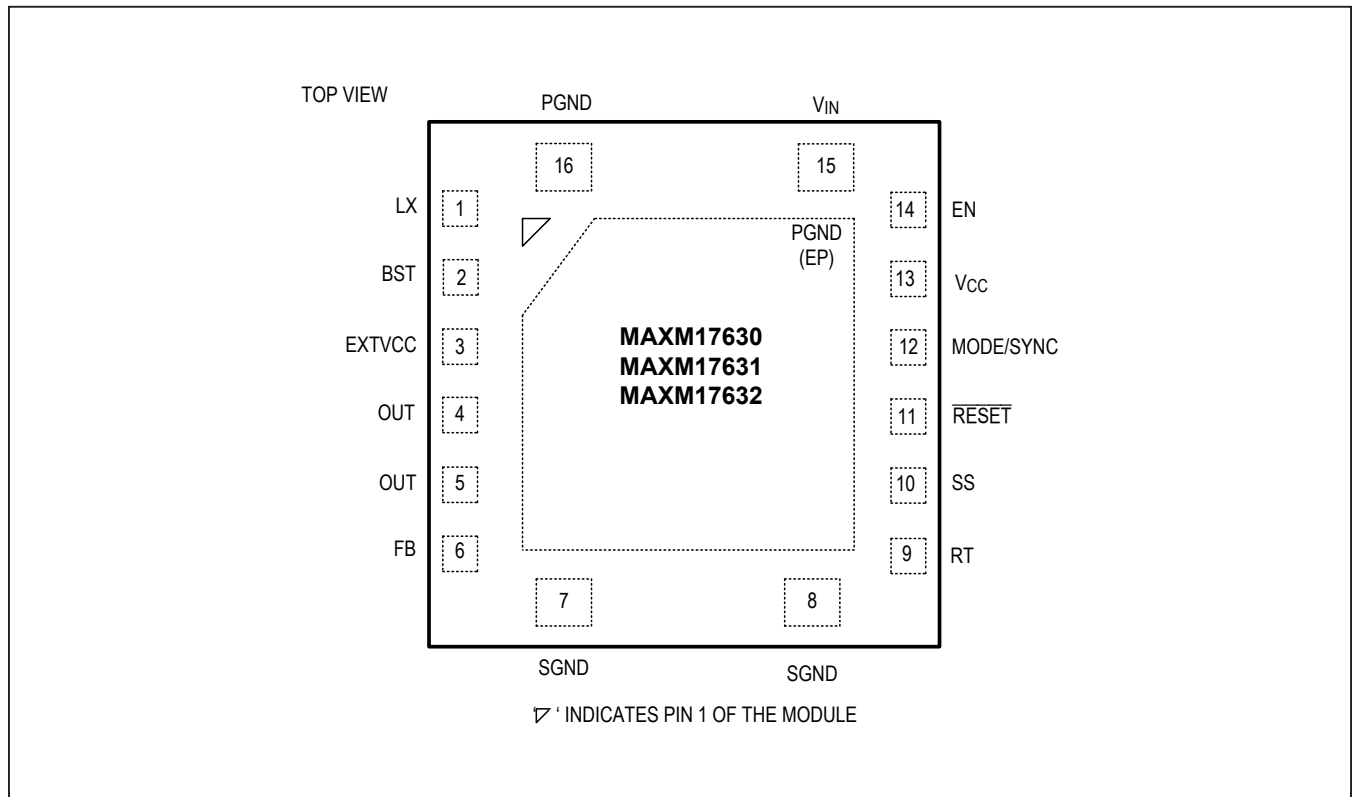 TOP VIEW
PGND
VIN
16
15
LX 1
14 EN
PGND
(EP)
BST 2
13 VCC
EXTVCC 3
MAXM17630
MAXM17631
MAXM17632
12 MODE/SYNC
OUT 4
11 RESET
OUT 5
10 SS
FB 6
9 RT
7
8
SGND
SGND
' ' INDICATES PIN 1 OF THE MODULE